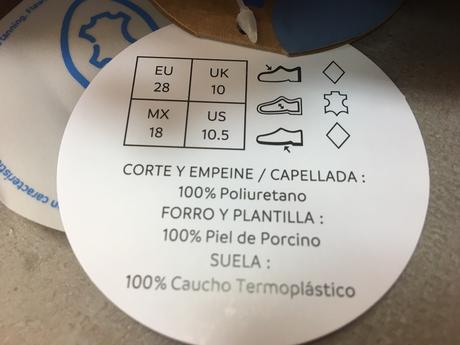 EU UK
28 10
MX US
18 10.5
CORTE Y EMPEINE / CAPELLADA :
100% Poliuretano
FORRO Y PLANTILLA :
100% Piel de Porcino
SUELA :
100% Caucho Termoplástico